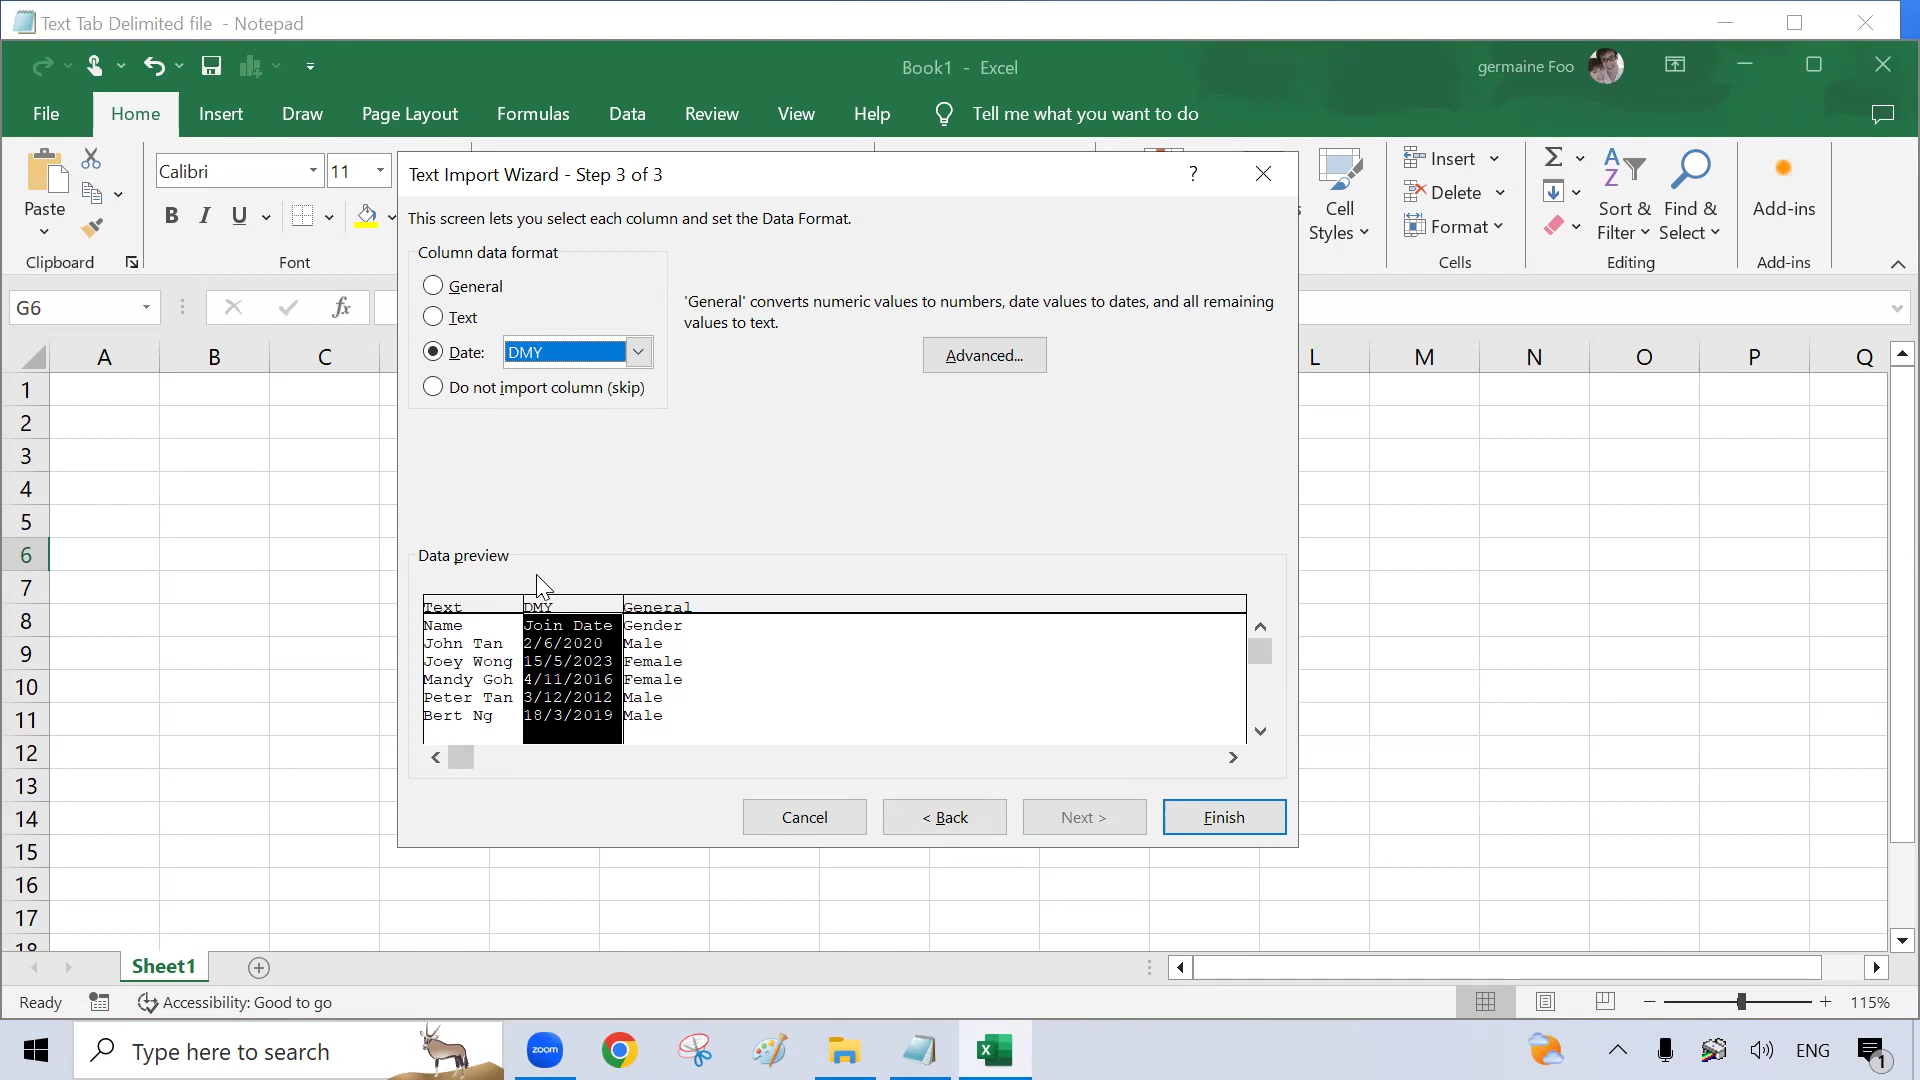 Text Tab Delimited file - Notepad
Book1 - Excel
germaine Foo
File Home Insert Draw Page Layout Formulas Data Review View Help Tell me what you want to do
Paste
Clipboard
Calibri 11
B I U
Font
Cell
Styles
Insert
Delete
Format
Cells
Sort &
Filter
Find &
Select
Editing
Add-ins
Add-ins
G6
fx
A B C L M N O P Q
1
2
3
4
5
6
7
8
9
10
11
12
13
14
15
16
17
18
Text Import Wizard - Step 3 of 3
?
This screen lets you select each column and set the Data Format.
Column data format
General
Text
Date: DMY
Do not import column (skip)
'General' converts numeric values to numbers, date values to dates, and all remaining
values to text.
Advanced...
Data preview
Text DMY General
Name Join Date Gender
John Tan 2/6/2020 Male
Joey Wong 15/5/2023 Female
Mandy Goh 4/11/2016 Female
Peter Tan 3/12/2012 Male
Bert Ng 18/3/2019 Male
Cancel
< Back
Next >
Finish
Sheet1
Ready
Accessibility: Good to go
115%
Type here to search
zoom
ENG
1